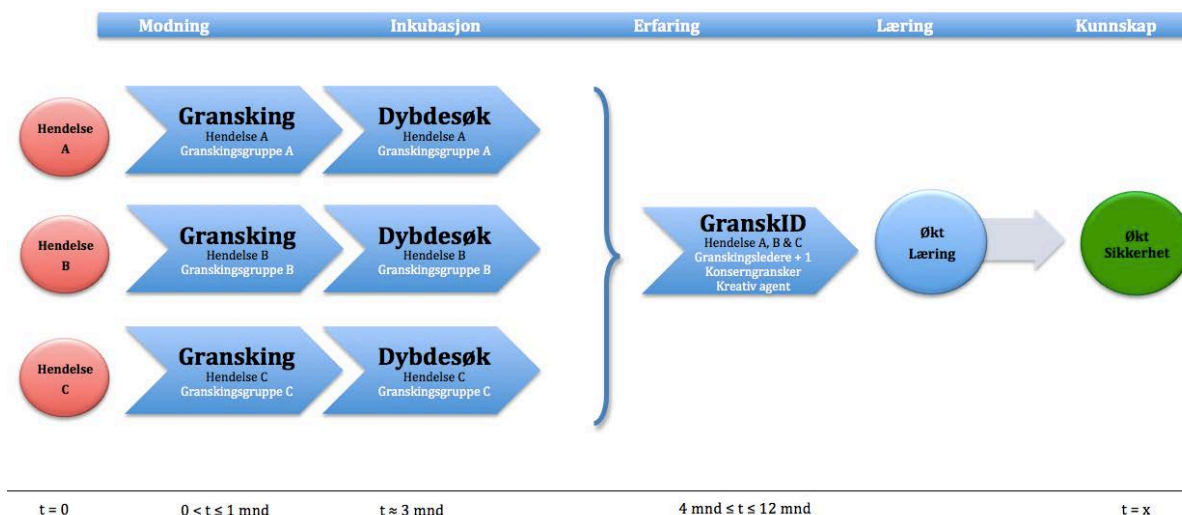 Modning Inkubasjon Erfaring Læring Kunnskap
Hendelse
A
Gransking
Hendelse A
Granskingsgruppe A
Dybdesøk
Hendelse A
Granskingsgruppe A
Hendelse
B
Gransking
Hendelse B
Granskingsgruppe B
Dybdesøk
Hendelse B
Granskingsgruppe B
Hendelse
C
Gransking
Hendelse C
Granskingsgruppe C
Dybdesøk
Hendelse C
Granskingsgruppe C
GranskID
Hendelse A, B & C
Granskingsledere + 1
Konserngransker
Kreativ agent
Økt
Læring
Økt
Sikkerhet
t = 0 0 < t ≤ 1 mnd t ≈ 3 mnd 4 mnd ≤ t ≤ 12 mnd t = x